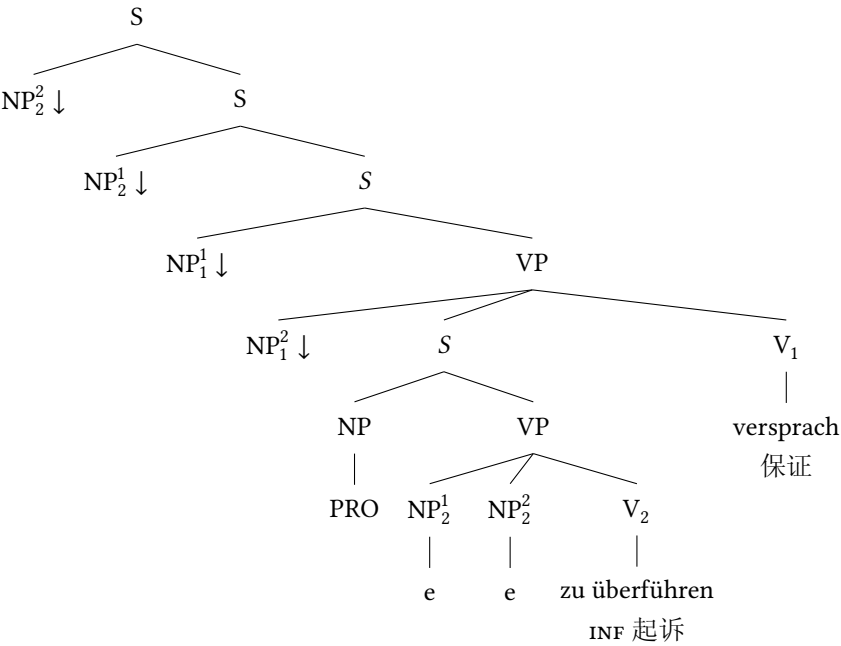 S
NP₂² ↓ S
NP₂¹ ↓ S
NP₁¹ ↓ VP
NP₁² ↓ S V₁
NP VP versprach
保证
PRO NP₂¹ NP₂² V₂
e e zu überführen
INF 起诉